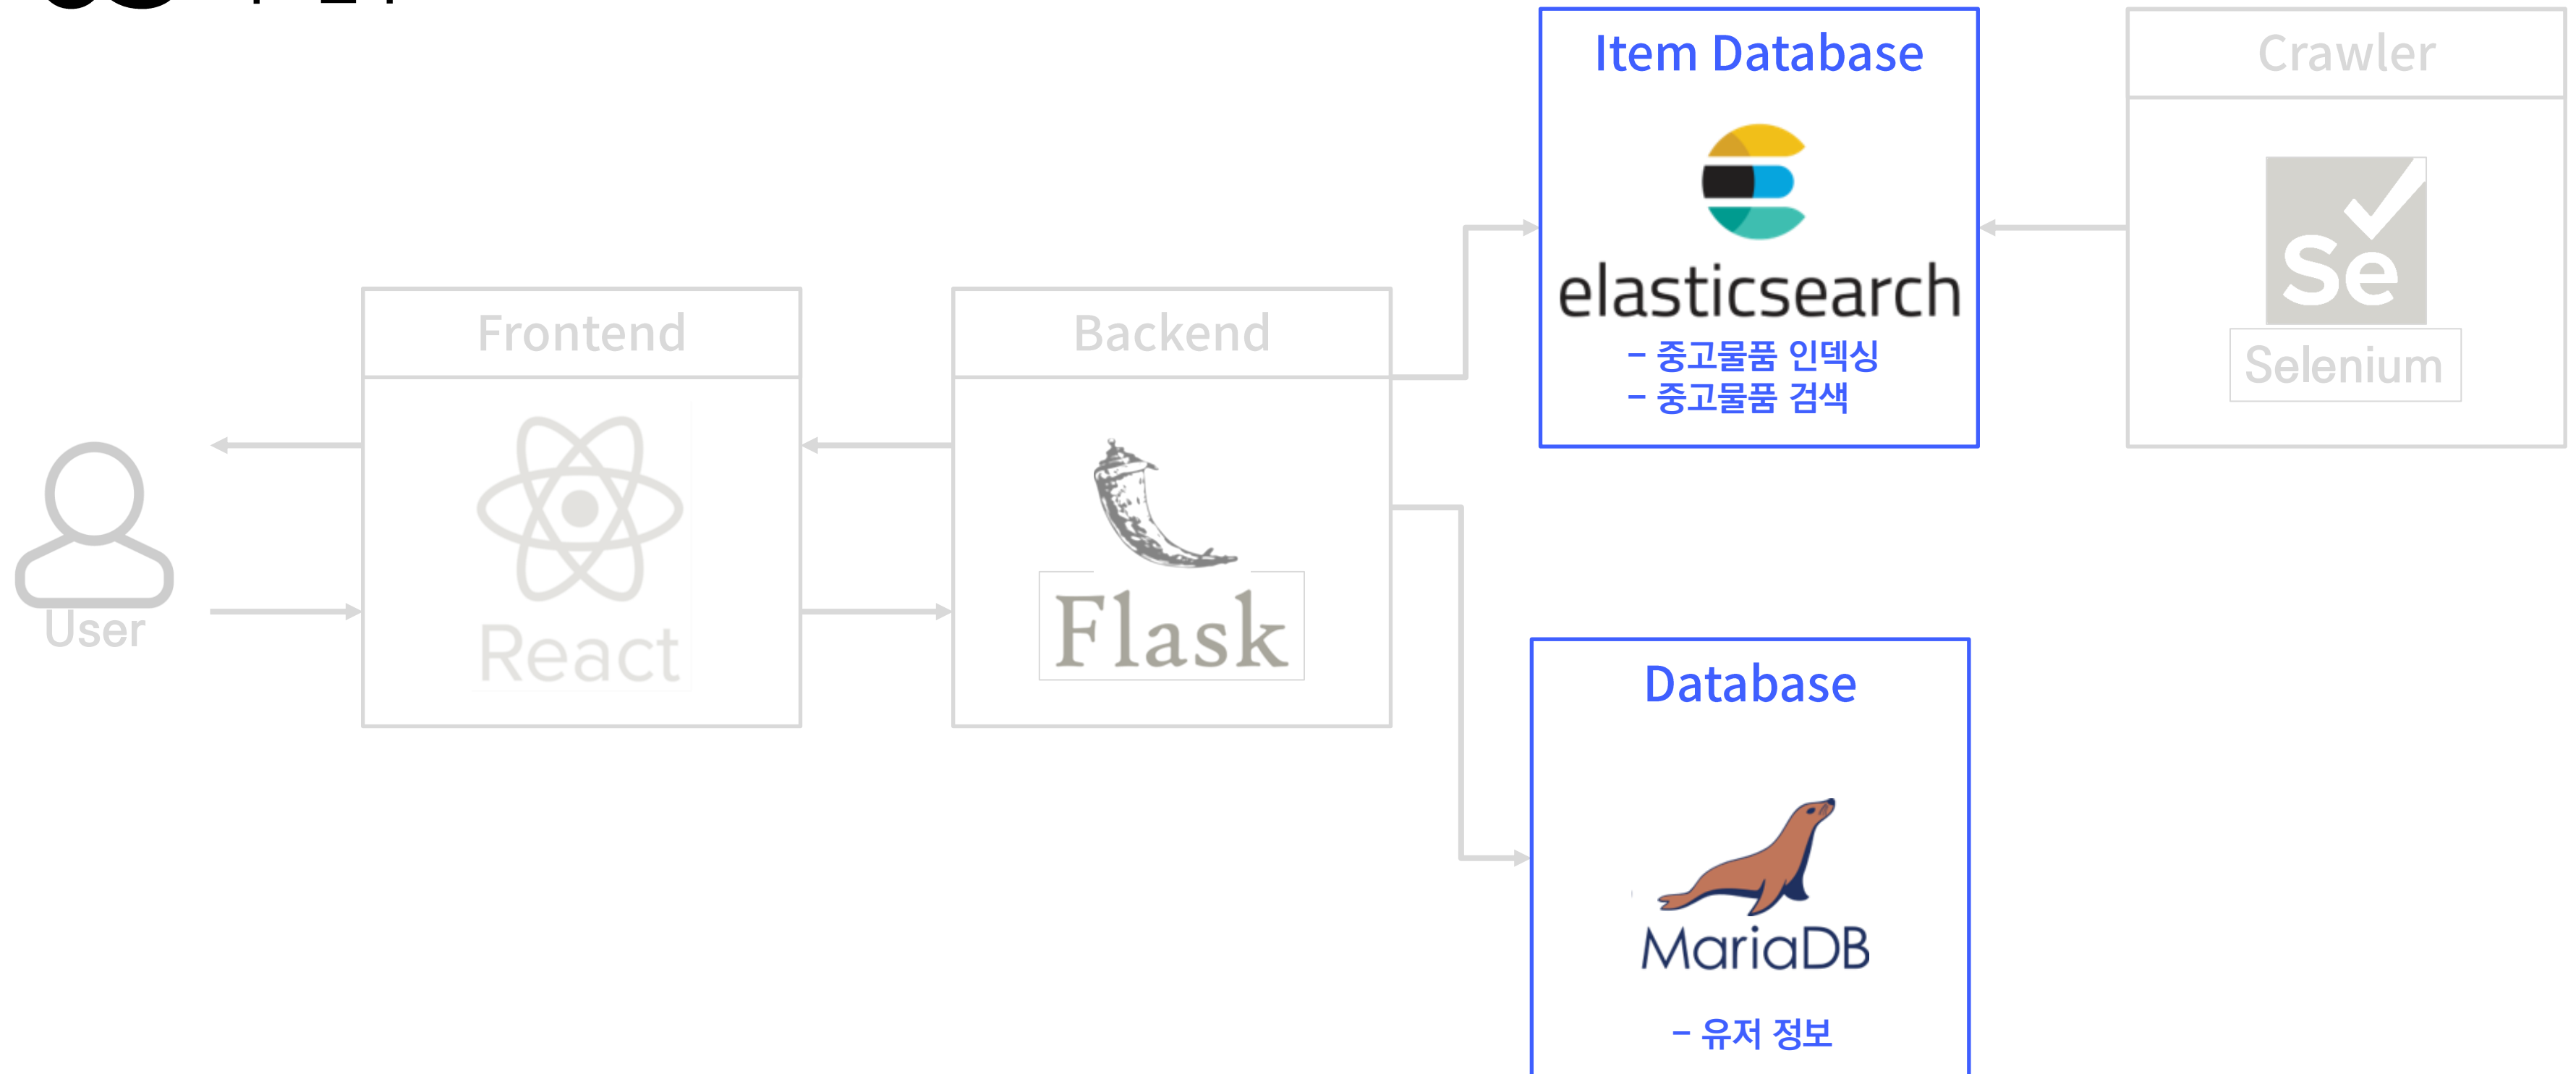 Item Database
Crawler
elasticsearch
- 중고물품 인덱싱
- 중고물품 검색
Se
Selenium
Frontend
Backend
React
Flask
User
Database
MariaDB
- 유저 정보